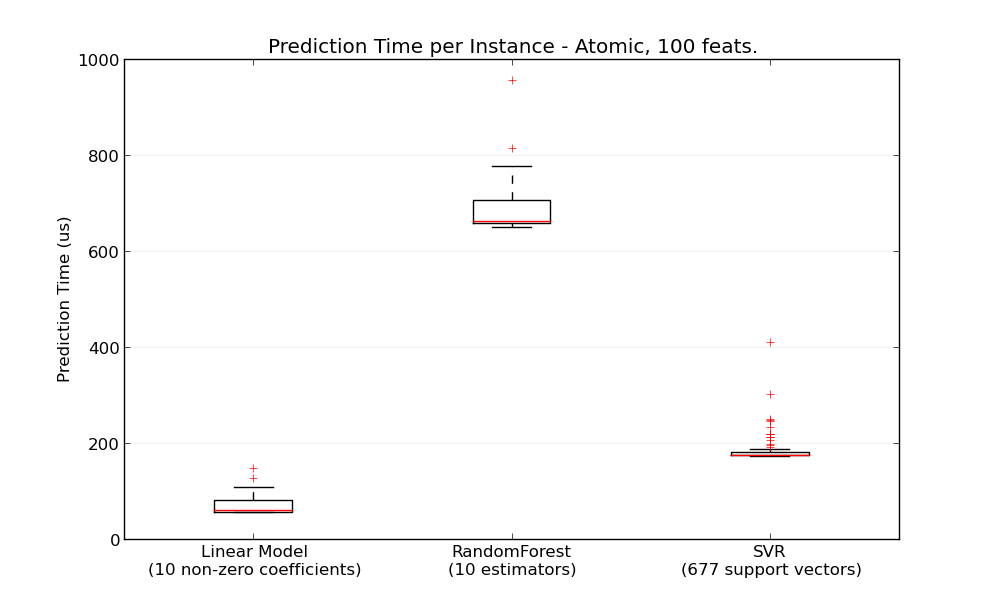 Prediction Time per Instance - Atomic, 100 feats.
1000
800
600
400
200
0
Prediction Time (us)
Linear Model
(10 non-zero coefficients)
RandomForest
(10 estimators)
SVR
(677 support vectors)